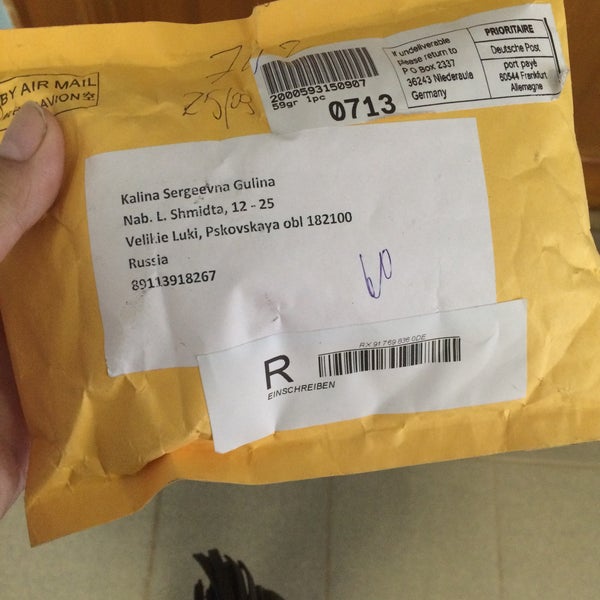 BY AIR MAIL
AVION
25/09
2000593150907
59gr 1pc
0713
If undeliverable
Please return to
P O Box 2337
36243 Niederaula
Germany
PRIORITAIRE
Deutsche Post
port payé
60544 Frankfurt
Allemagne
Kalina Sergeevna Gulina
Nab. L. Shmidta, 12 - 25
Velikie Luki, Pskovskaya obl 182100
Russia
89113918267
60
R
EINSCHREIBEN
RX 91 769 836 0DE